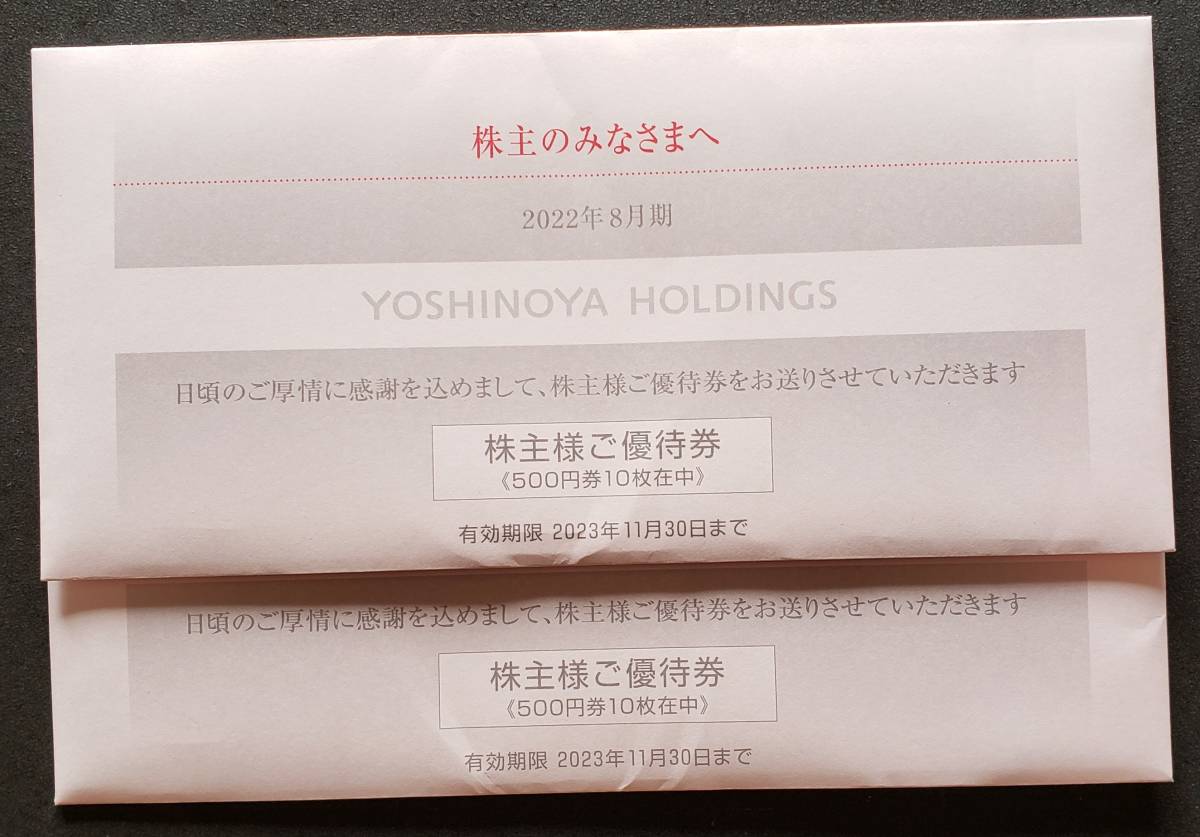 株主のみなさまへ
2022年8月期
YOSHINOYA HOLDINGS
日頃のご厚情に感謝を込めまして、株主様ご優待券をお送りさせていただきます
株主様ご優待券
《500円券10枚在中》
有効期限 2023年11月30日まで
日頃のご厚情に感謝を込めまして、株主様ご優待券をお送りさせていただきます
株主様ご優待券
《500円券10枚在中》
有効期限 2023年11月30日まで